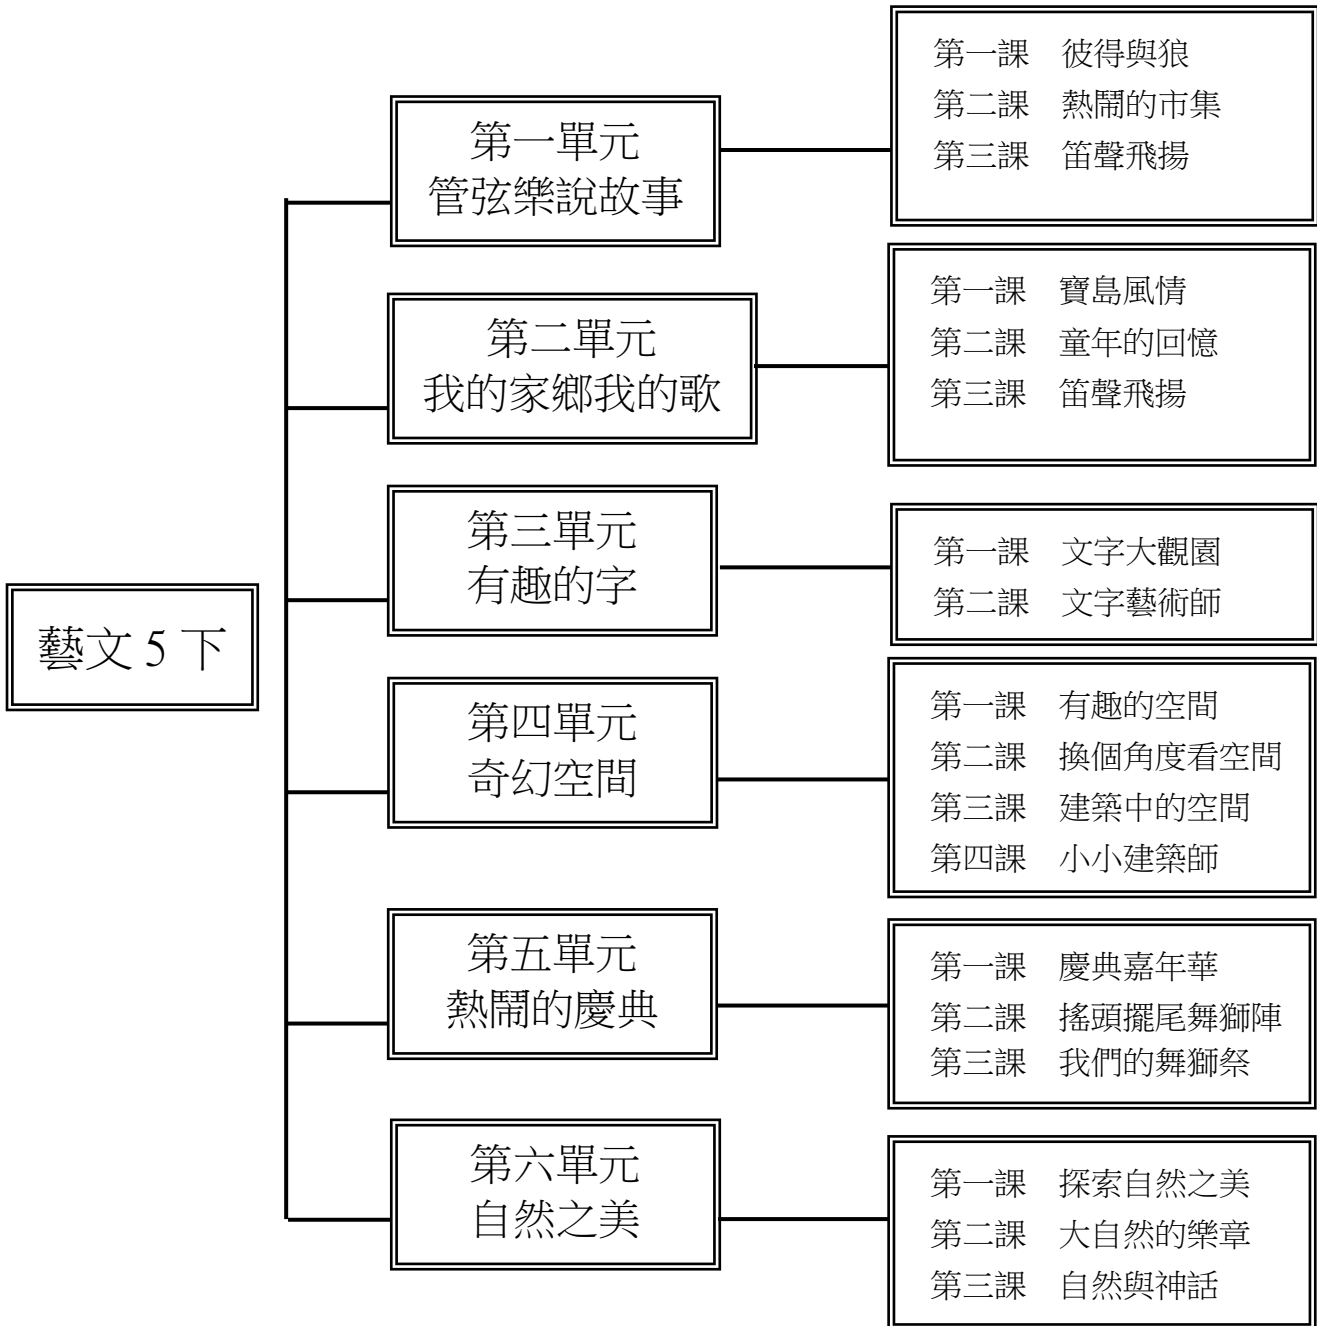 藝文 5 下
第一單元
管弦樂說故事
第一課　彼得與狼
第二課　熱鬧的市集
第三課　笛聲飛揚
第二單元
我的家鄉我的歌
第一課　寶島風情
第二課　童年的回憶
第三課　笛聲飛揚
第三單元
有趣的字
第一課　文字大觀園
第二課　文字藝術師
第四單元
奇幻空間
第一課　有趣的空間
第二課　換個角度看空間
第三課　建築中的空間
第四課　小小建築師
第五單元
熱鬧的慶典
第一課　慶典嘉年華
第二課　搖頭擺尾舞獅陣
第三課　我們的舞獅祭
第六單元
自然之美
第一課　探索自然之美
第二課　大自然的樂章
第三課　自然與神話